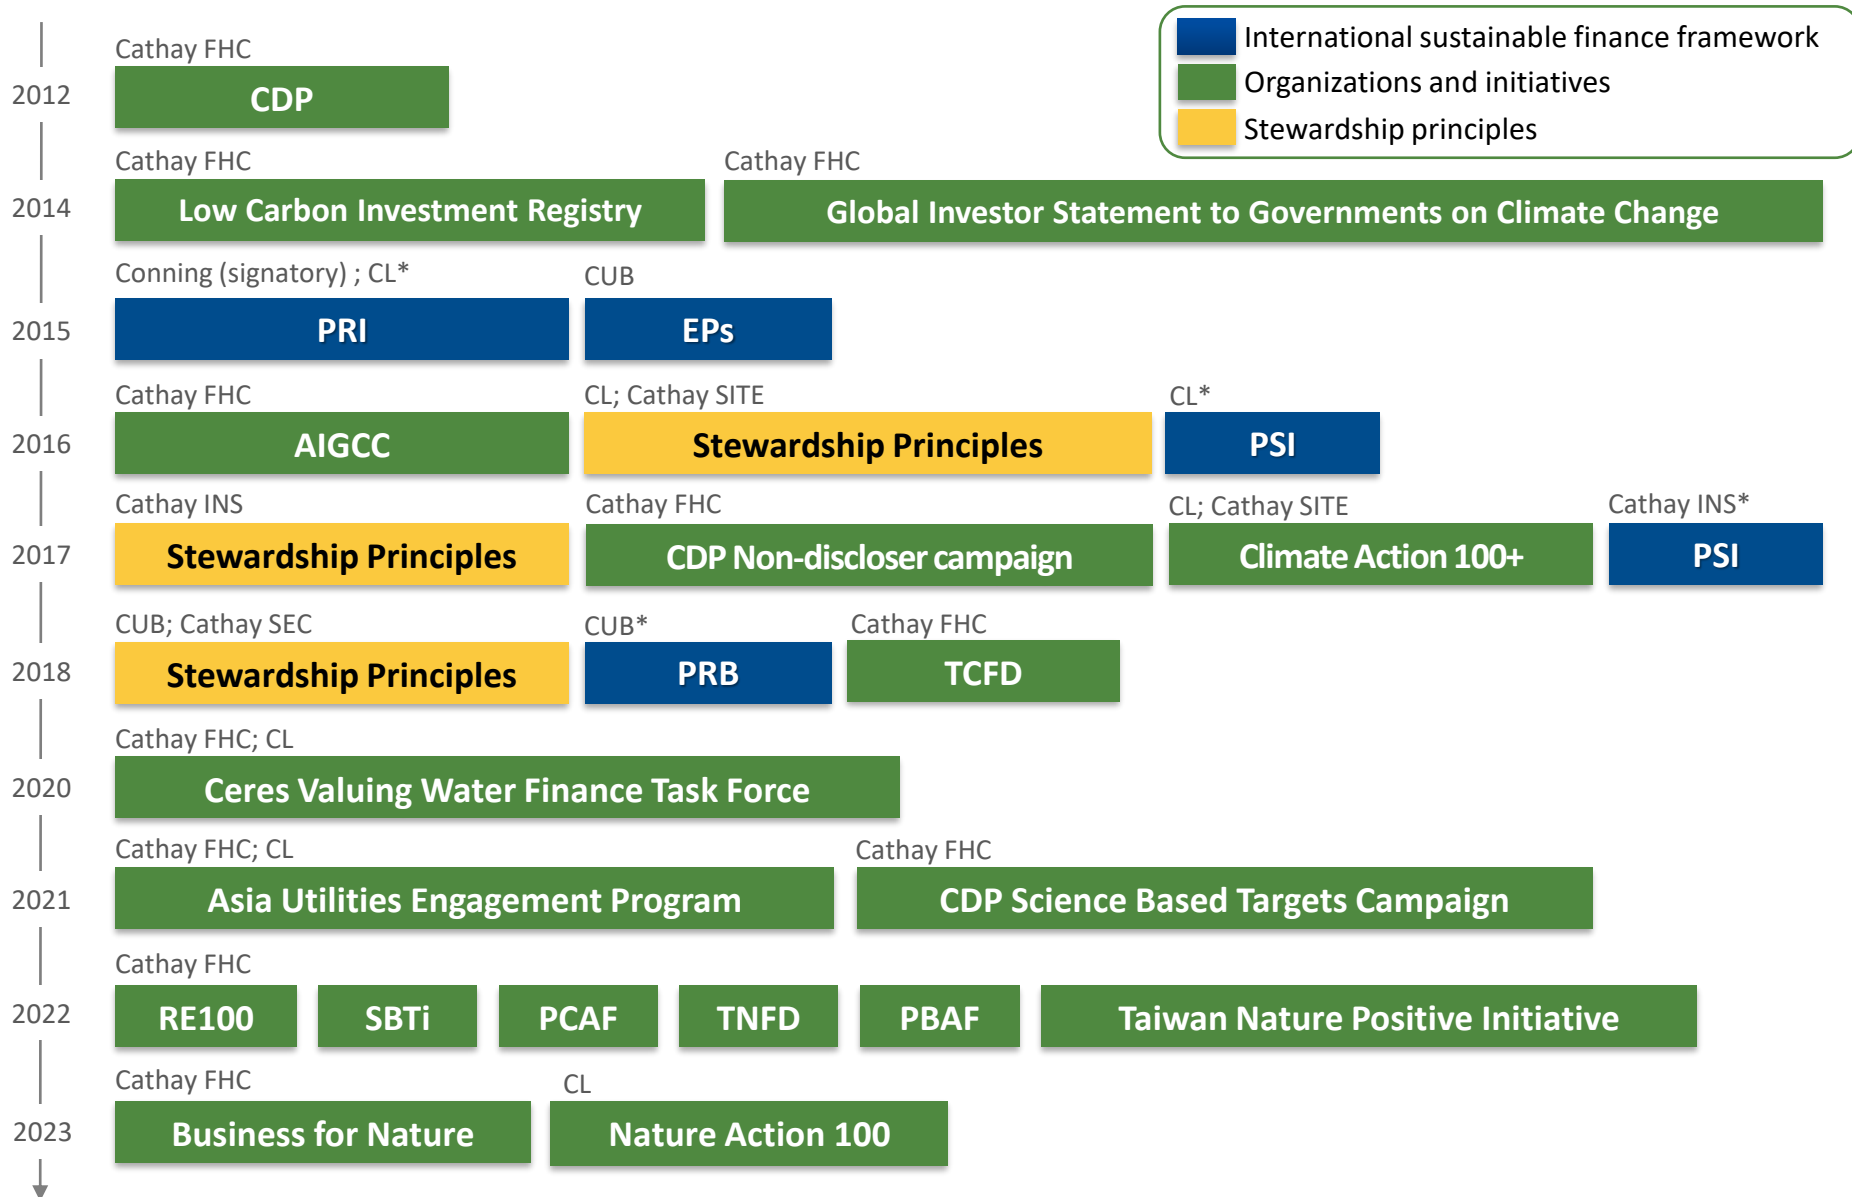 International sustainable finance framework
Organizations and initiatives
Stewardship principles
2012
Cathay FHC
CDP
2014
Cathay FHC
Low Carbon Investment Registry
Cathay FHC
Global Investor Statement to Governments on Climate Change
2015
Conning (signatory) ; CL*
PRI
CUB
EPs
2016
Cathay FHC
AIGCC
CL; Cathay SITE
Stewardship Principles
CL*
PSI
2017
Cathay INS
Stewardship Principles
Cathay FHC
CDP Non-discloser campaign
CL; Cathay SITE
Climate Action 100+
Cathay INS*
PSI
2018
CUB; Cathay SEC
Stewardship Principles
CUB*
PRB
Cathay FHC
TCFD
2020
Cathay FHC; CL
Ceres Valuing Water Finance Task Force
2021
Cathay FHC; CL
Asia Utilities Engagement Program
Cathay FHC
CDP Science Based Targets Campaign
2022
Cathay FHC
RE100
SBTi
PCAF
TNFD
PBAF
Taiwan Nature Positive Initiative
2023
Cathay FHC
Business for Nature
CL
Nature Action 100